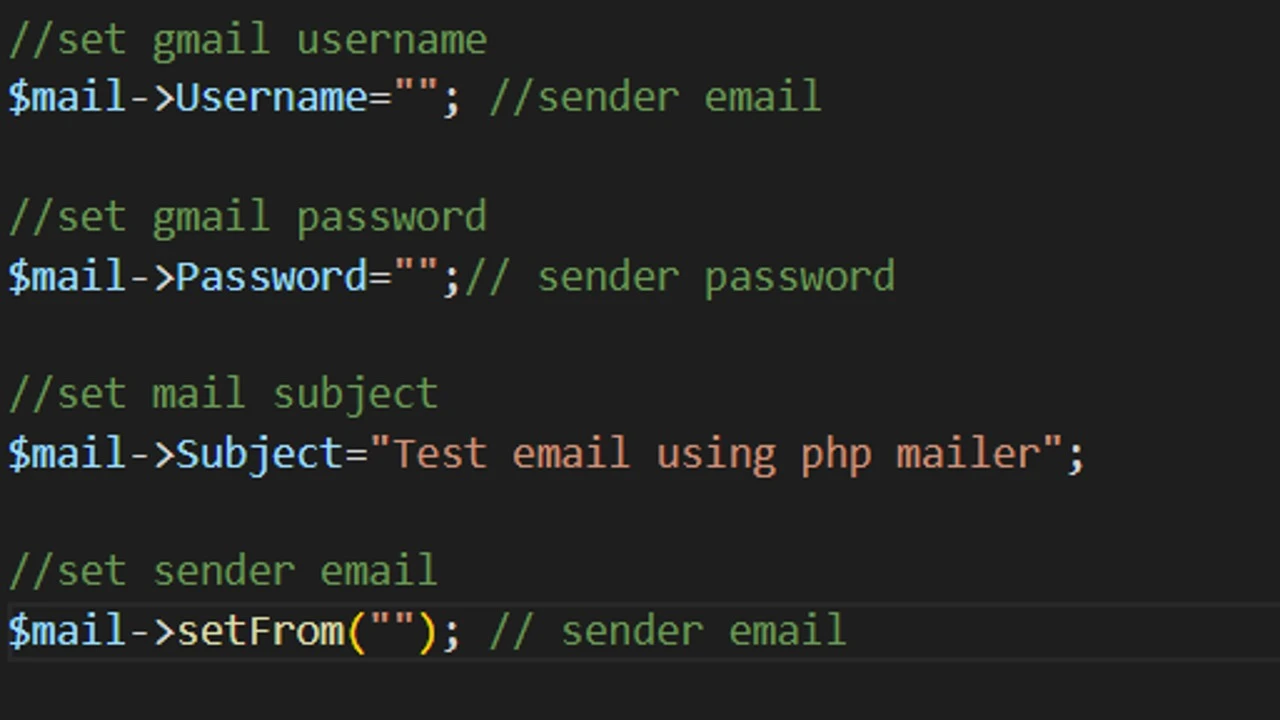 //set gmail username
$mail->Username=""; //sender email
//set gmail password
$mail->Password="";// sender password
//set mail subject
$mail->Subject="Test email using php mailer";
//set sender email
$mail->setFrom(""); // sender email